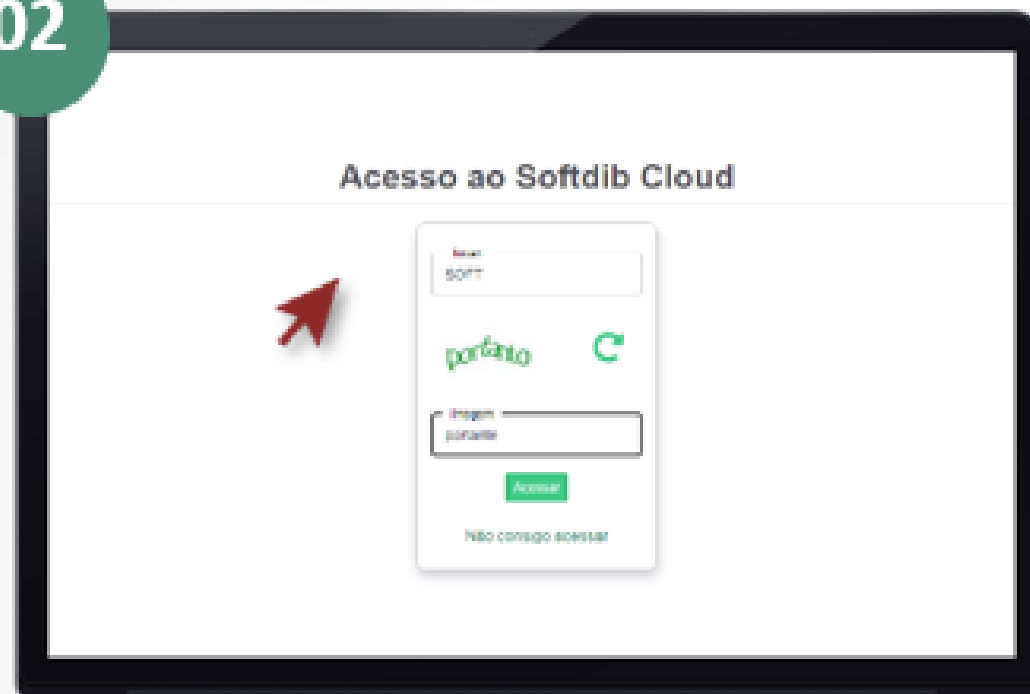 02
Acesso ao Softdib Cloud
SOFT
portanto
Imagem
Acessar
Não consigo acessar